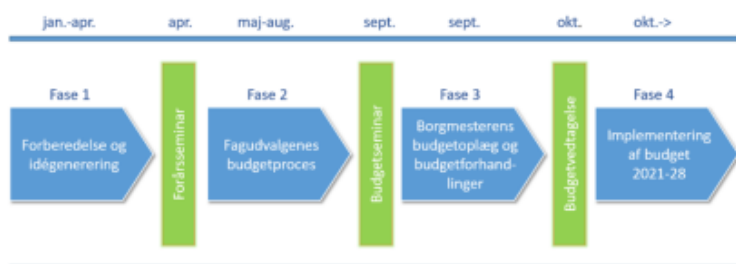 jan.-apr.
apr.
maj-aug.
sept.
sept.
okt.
okt.->
Fase 1
Forberedelse og
idégenerering
Forårsseminar
Fase 2
Fagudvalgenes
budgetproces
Budgetseminar
Fase 3
Borgmesterens
budgetoplæg og
budgetforhand-
linger
Budgetvedtagelse
Fase 4
Implementering
af budget
2021-28